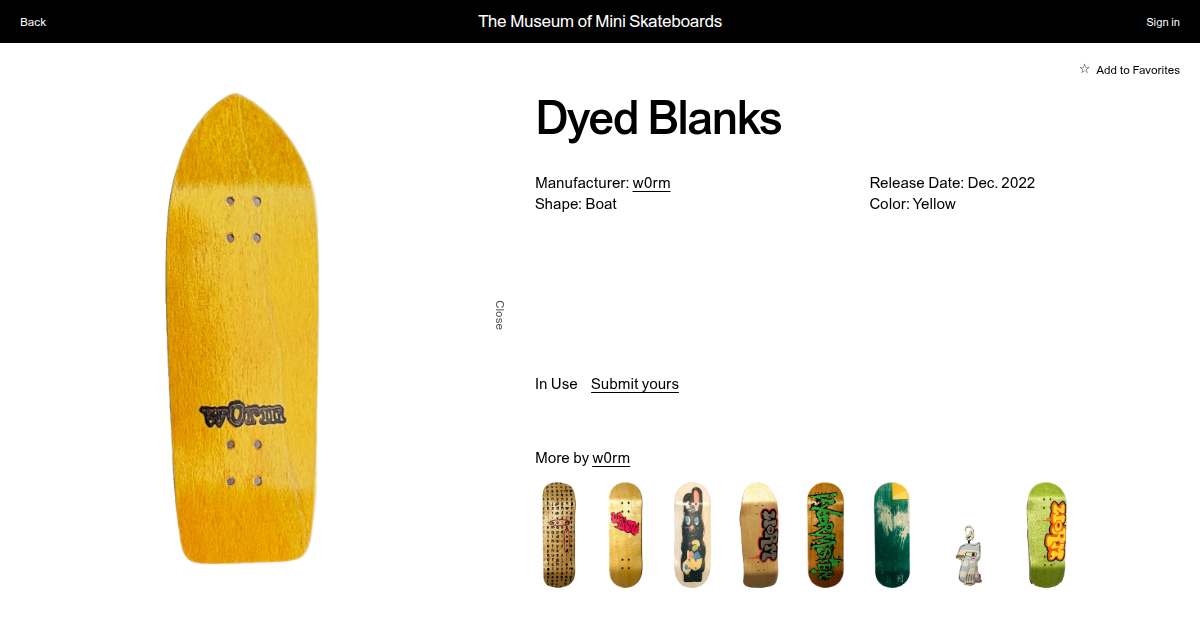 Back
The Museum of Mini Skateboards
Sign in
☆ Add to Favorites
Dyed Blanks
Manufacturer: w0rm
Release Date: Dec. 2022
Shape: Boat
Color: Yellow
w0rm
Close
In Use Submit yours
More by w0rm